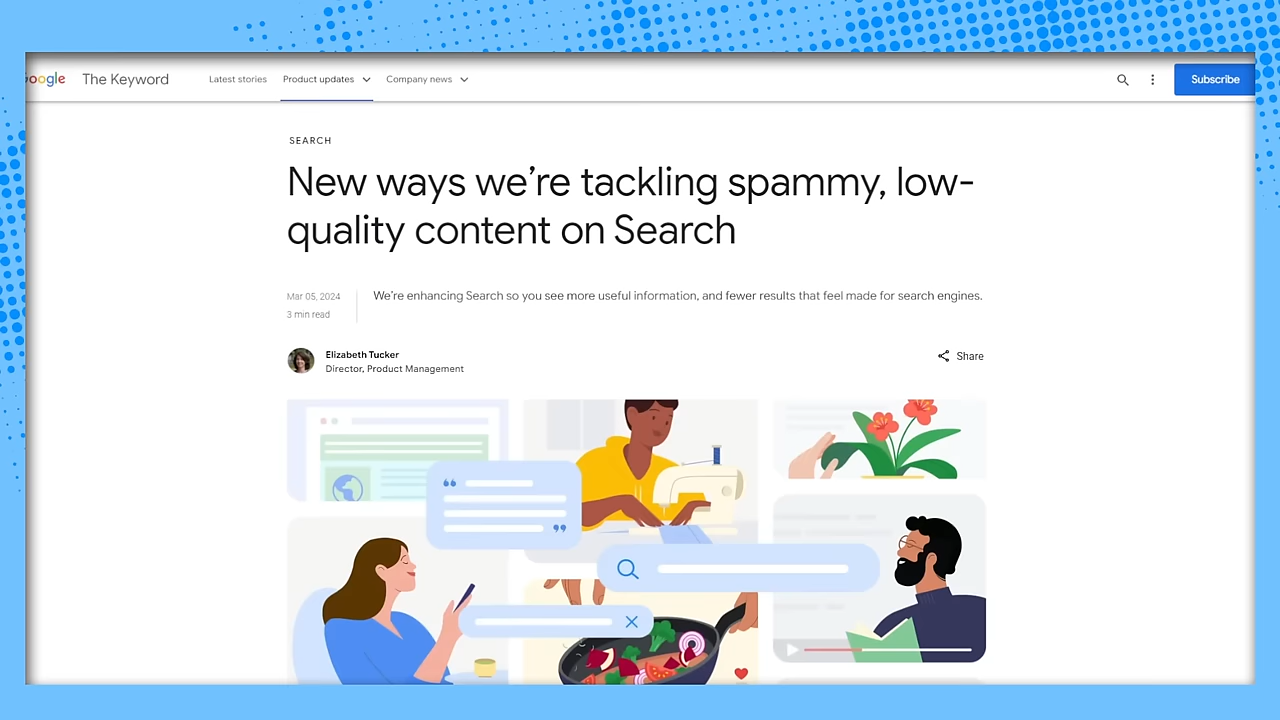 oogle The Keyword Latest stories Product updates Company news Subscribe
SEARCH
New ways we’re tackling spammy, low-
quality content on Search
Mar 05, 2024
3 min read
We’re enhancing Search so you see more useful information, and fewer results that feel made for search engines.
Elizabeth Tucker
Director, Product Management
Share